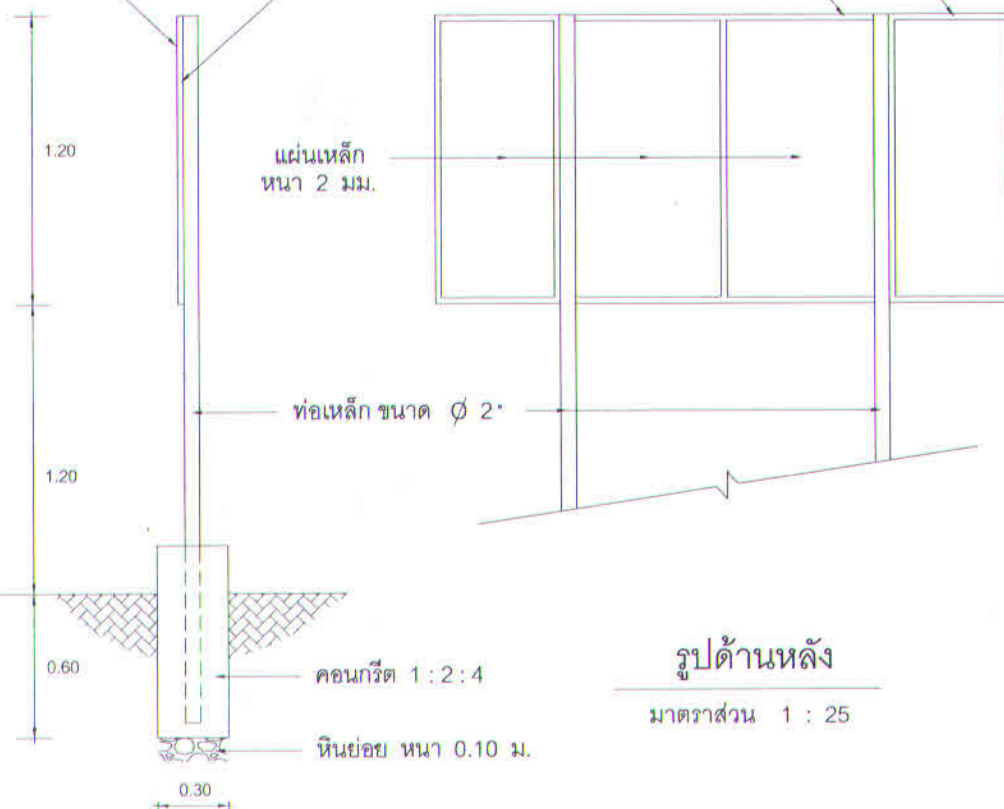 1.20
แผ่นเหล็ก
หนา 2 มม.
ท่อเหล็ก ขนาด Ø 2"
1.20
0.60
คอนกรีต 1 : 2 : 4
หินย่อย หนา 0.10 ม.
0.30
รูปด้านหลัง
มาตราส่วน 1 : 25